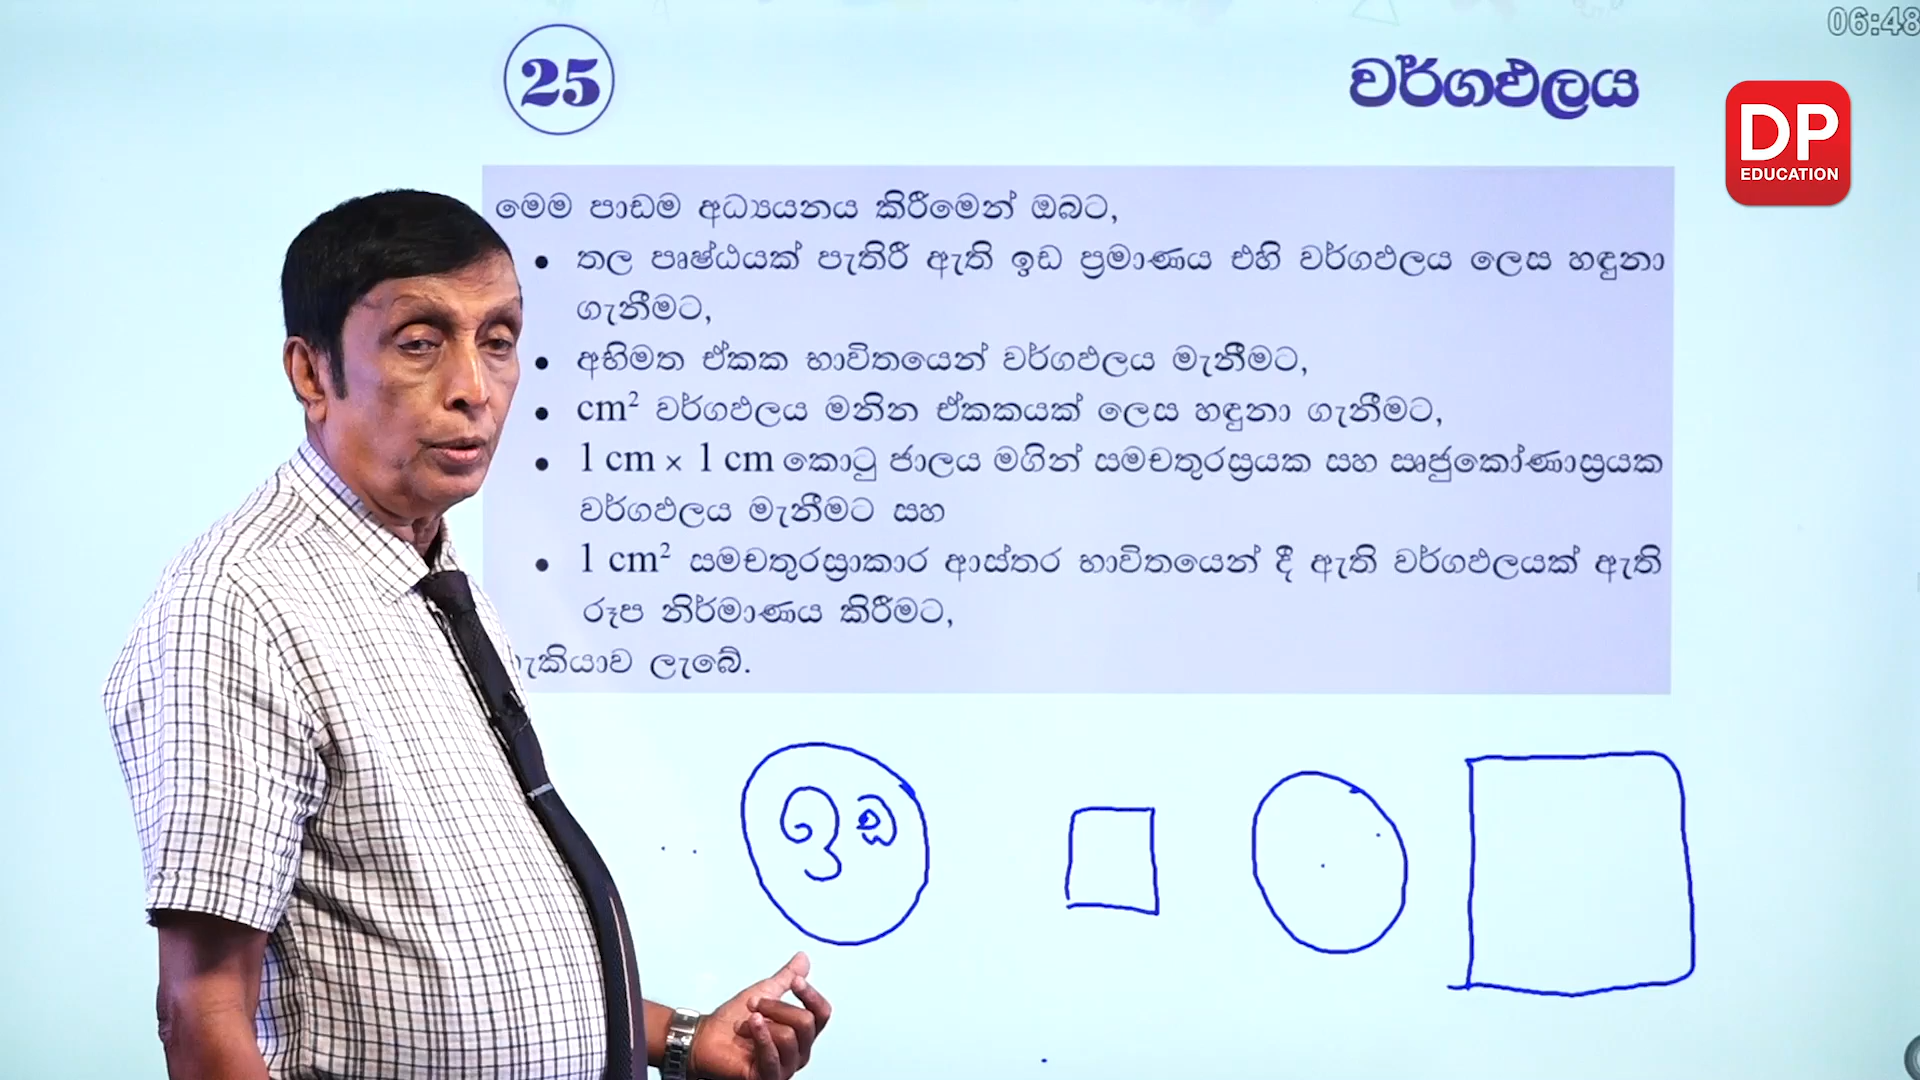 06:48
25
වර්ගඵලය
DP
EDUCATION
මෙම පාඩම අධ්‍යයනය කිරීමෙන් ඔබට,
• තල පෘෂ්ඨයක් පැතිරී ඇති ඉඩ ප්‍රමාණය එහි වර්ගඵලය ලෙස හඳුනා
ගැනීමට,
• අභිමත ඒකක භාවිතයෙන් වර්ගඵලය මැනීමට,
• cm² වර්ගඵලය මනින ඒකකයක් ලෙස හඳුනා ගැනීමට,
• 1 cm × 1 cm කොටු ජාලය මගින් සමචතුරස්‍රයක සහ ඍජුකෝණාස්‍රයක
වර්ගඵලය මැනීමට සහ
• 1 cm² සමචතුරස්‍රාකාර ආස්තර භාවිතයෙන් දී ඇති වර්ගඵලයක් ඇති
රූප නිර්මාණය කිරීමට,
ලැබේ.
ඉඩ